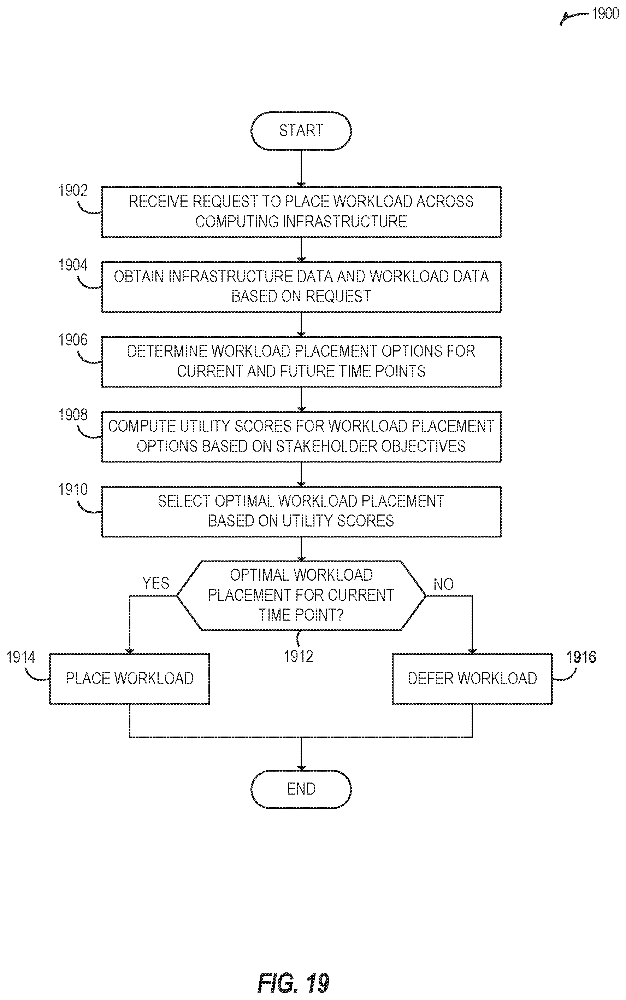 1900
START
1902
RECEIVE REQUEST TO PLACE WORKLOAD ACROSS
COMPUTING INFRASTRUCTURE
1904
OBTAIN INFRASTRUCTURE DATA AND WORKLOAD DATA
BASED ON REQUEST
1906
DETERMINE WORKLOAD PLACEMENT OPTIONS FOR
CURRENT AND FUTURE TIME POINTS
1908
COMPUTE UTILITY SCORES FOR WORKLOAD PLACEMENT
OPTIONS BASED ON STAKEHOLDER OBJECTIVES
1910
SELECT OPTIMAL WORKLOAD PLACEMENT
BASED ON UTILITY SCORES
YES
OPTIMAL WORKLOAD
PLACEMENT FOR CURRENT
TIME POINT?
NO
1912
1914
PLACE WORKLOAD
DEFER WORKLOAD
1916
END
FIG. 19